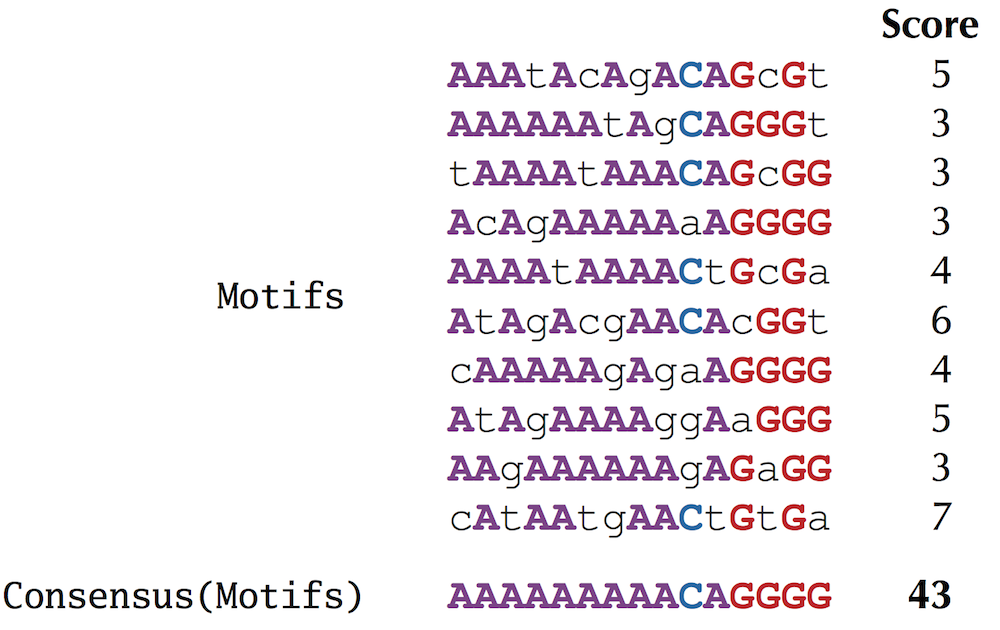 Score
AAAtAcAgACAGcGt 5
AAAAAAtAgCAGGGt 3
tAAAAtAAACAGcGG 3
AcAgAAAAAaAGGGG 3
AAAAtAAAACtGcGa 4
Motifs
AtAgAcgAACAcGGt 6
cAAAAAgAgaAGGGG 4
AtAgAAAAggAaGGG 5
AAgAAAAAAgAGaGG 3
cAtAAtgAACtGtGa 7
Consensus(Motifs) AAAAAAAAACAGGGG 43